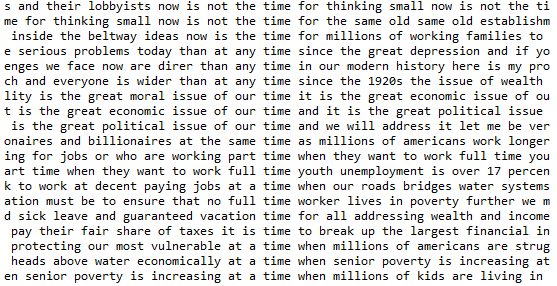 s and their lobbyists now is not the time for thinking small now is not the ti
me for thinking small now is not the time for the same old same old establishm
inside the beltway ideas now is the time for millions of working families to
e serious problems today than at any time since the great depression and if yo
enges we face now are direr than any time in our modern history here is my pro
ch and everyone is wider than at any time since the 1920s the issue of wealth
lity is the great moral issue of our time it is the great economic issue of ou
t is the great economic issue of our time and it is the great political issue
is the great political issue of our time and we will address it let me be ver
onaires and billionaires at the same time as millions of americans work longer
ing for jobs or who are working part time when they want to work full time you
art time when they want to work full time youth unemployment is over 17 percen
k to work at decent paying jobs at a time when our roads bridges water systems
ation must be to ensure that no full time worker lives in poverty further we m
d sick leave and guaranteed vacation time for all addressing wealth and income
pay their fair share of taxes it is time to break up the largest financial in
protecting our most vulnerable at a time when millions of americans are strug
heads above water economically at a time when senior poverty is increasing at
en senior poverty is increasing at a time when millions of kids are living in